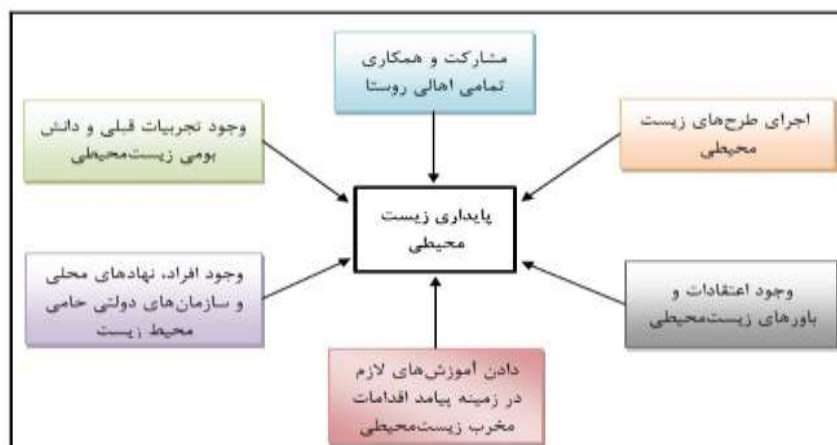 مشارکت و همکاری
تمامی اهالی روستا
اجرای طرح‌های زیست
محیطی
وجود تجربیات قبلی و دانش
بومی زیست‌محیطی
پایداری زیست
محیطی
وجود اعتقادات و
باورهای زیست‌محیطی
وجود افراد، نهادهای محلی
و سازمان‌های دولتی حامی
محیط زیست
دادن آموزش‌های لازم
در زمینه پیامد اقدامات
مخرب زیست‌محیطی